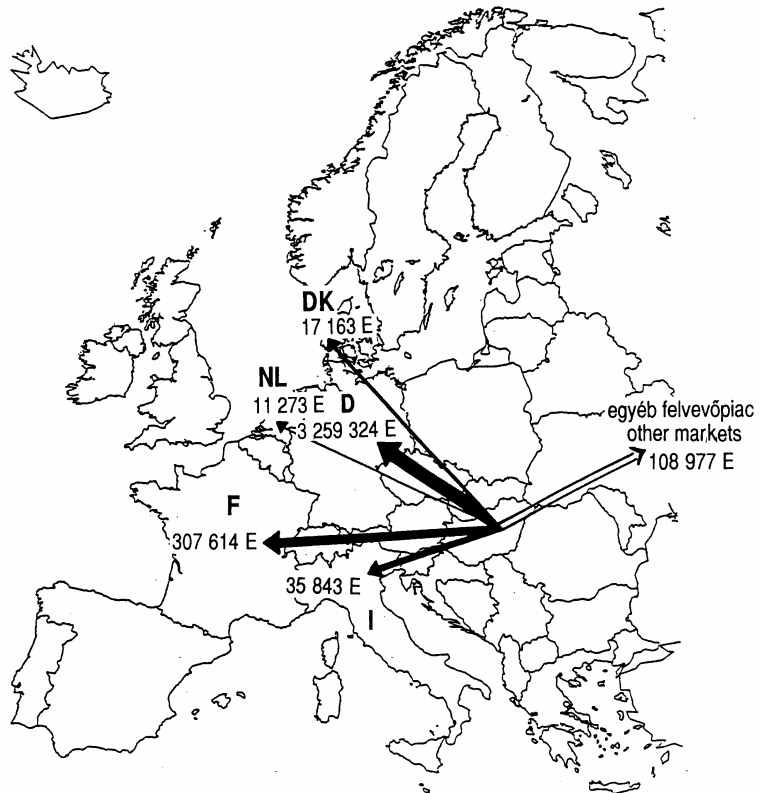 DK
17 163 E
NL
11 273 E
D
3 259 324 E
egyéb felvevőpiac
other markets
108 977 E
F
307 614 E
35 843 E
I